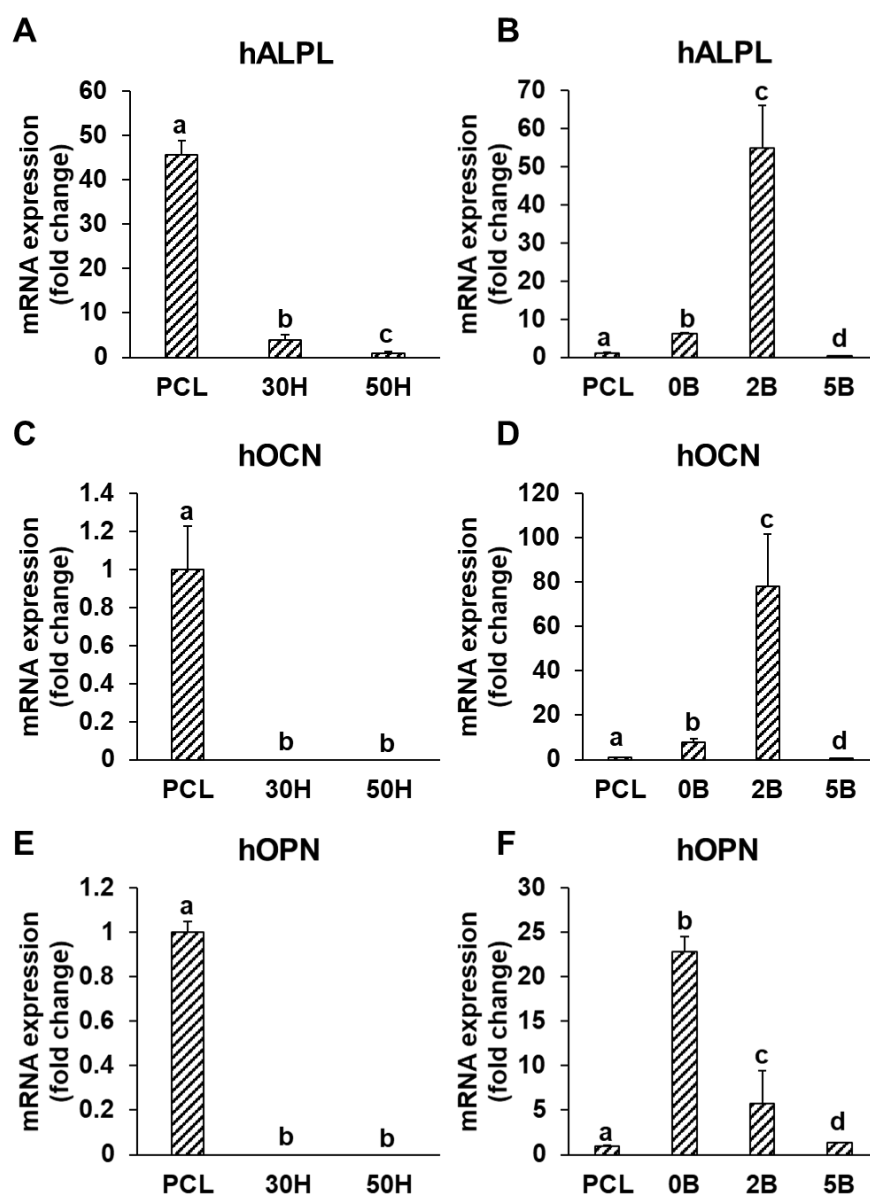 A
hALPL
mRNA expression
(fold change)
60
50
40
30
20
10
0
a
b
c
PCL 30H 50H
B
hALPL
mRNA expression
(fold change)
70
60
50
40
30
20
10
0
a
b
c
d
PCL 0B 2B 5B
C
hOCN
mRNA expression
(fold change)
1.4
1.2
1
0.8
0.6
0.4
0.2
0
a
b
b
PCL 30H 50H
D
hOCN
mRNA expression
(fold change)
120
100
80
60
40
20
0
a
b
c
d
PCL 0B 2B 5B
E
hOPN
mRNA expression
(fold change)
1.2
1
0.8
0.6
0.4
0.2
0
a
b
b
PCL 30H 50H
F
hOPN
mRNA expression
(fold change)
30
25
20
15
10
5
0
a
b
c
d
PCL 0B 2B 5B